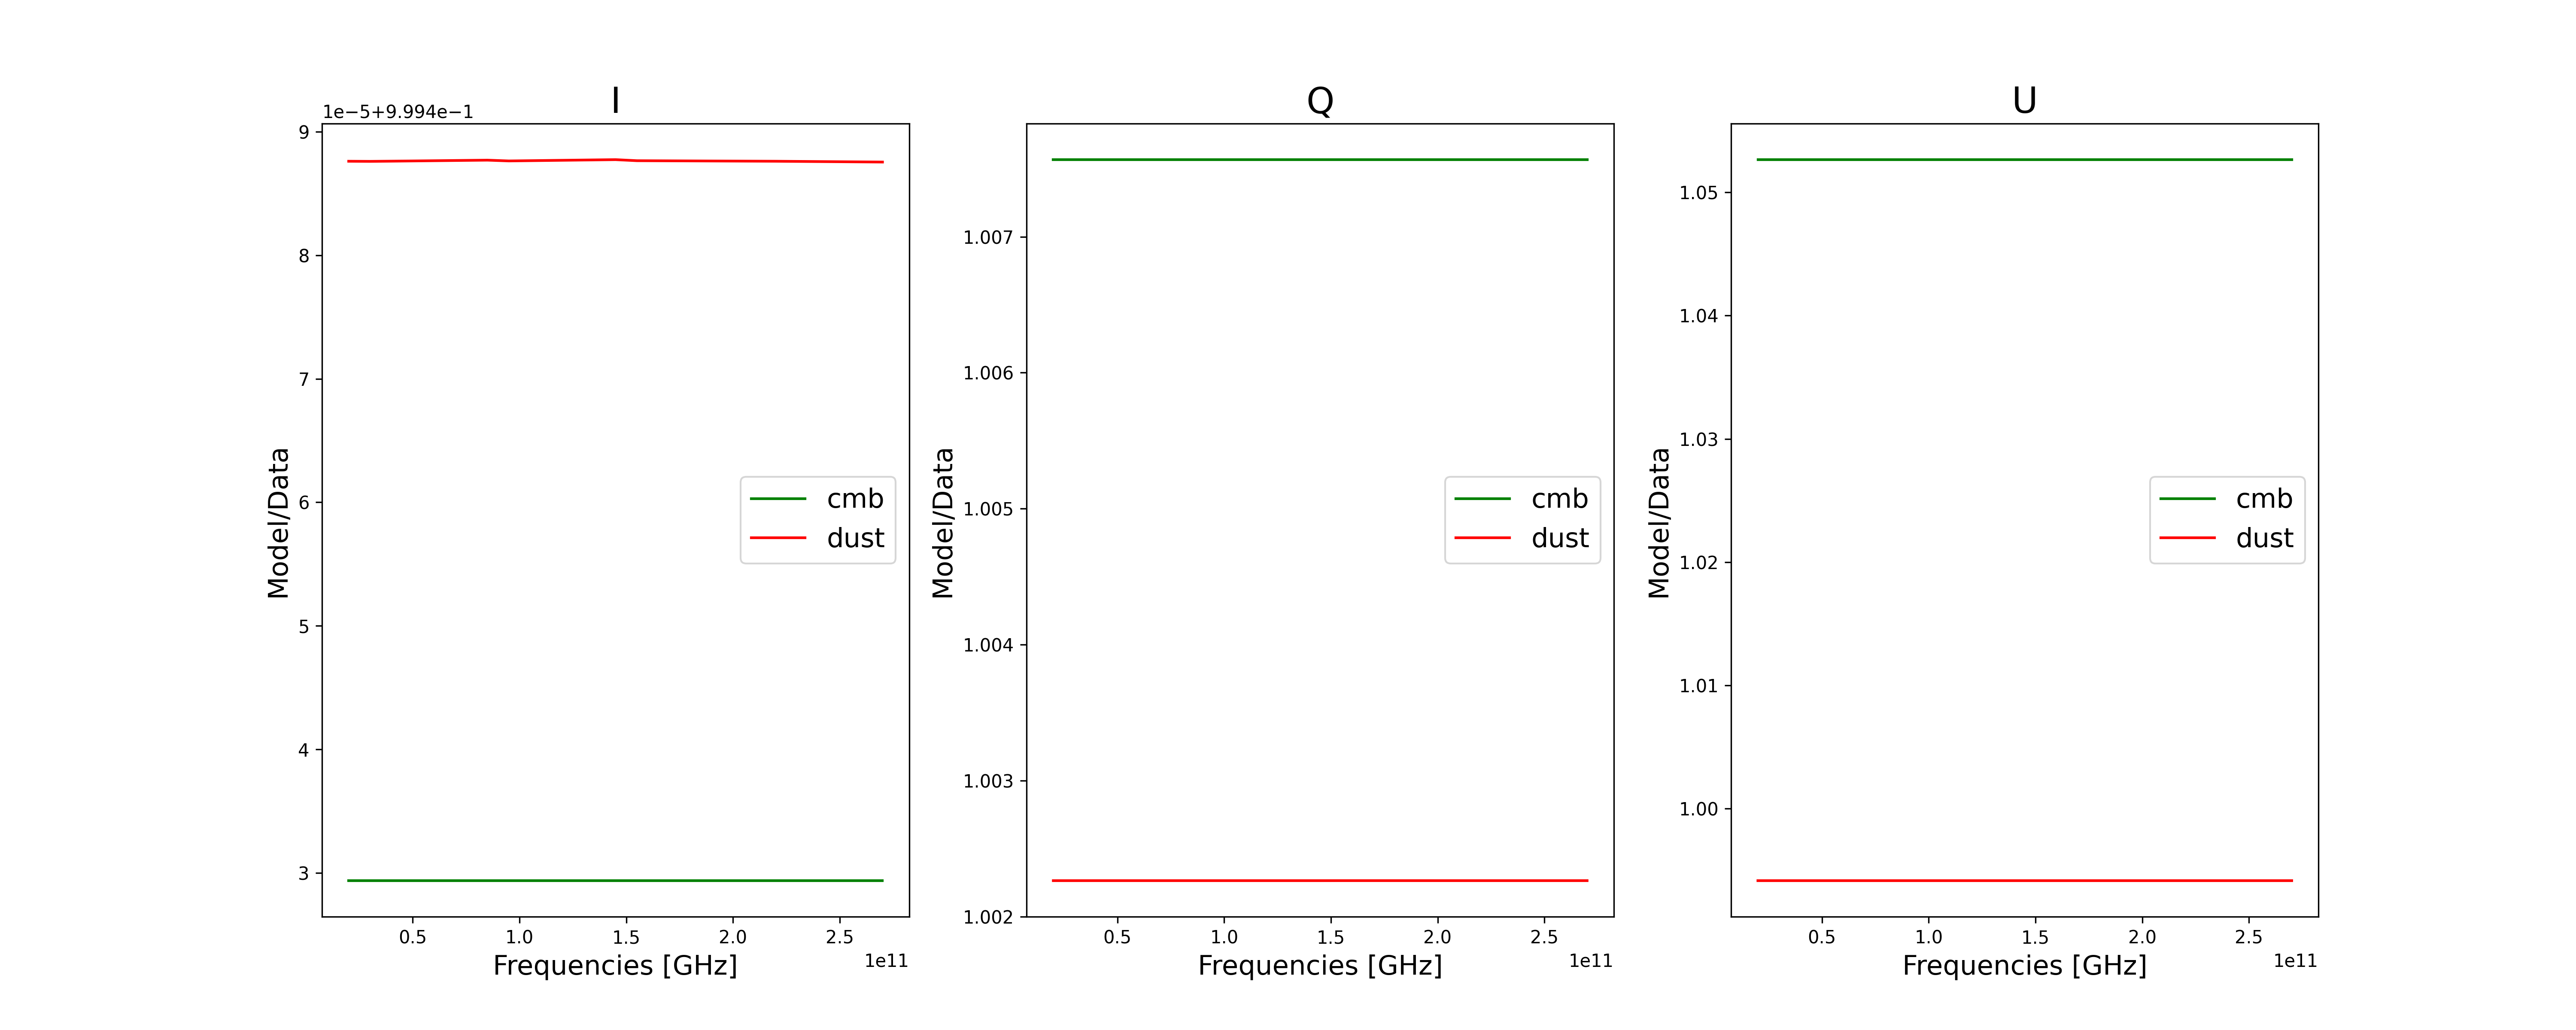 I
1e−5+9.994e−1
9
8
7
6
5
4
3
Model/Data
cmb
dust
0.5 1.0 1.5 2.0 2.5
1e11
Frequencies [GHz]
Q
1.007
1.006
1.005
1.004
1.003
1.002
Model/Data
cmb
dust
0.5 1.0 1.5 2.0 2.5
1e11
Frequencies [GHz]
U
1.05
1.04
1.03
1.02
1.01
1.00
Model/Data
cmb
dust
0.5 1.0 1.5 2.0 2.5
1e11
Frequencies [GHz]